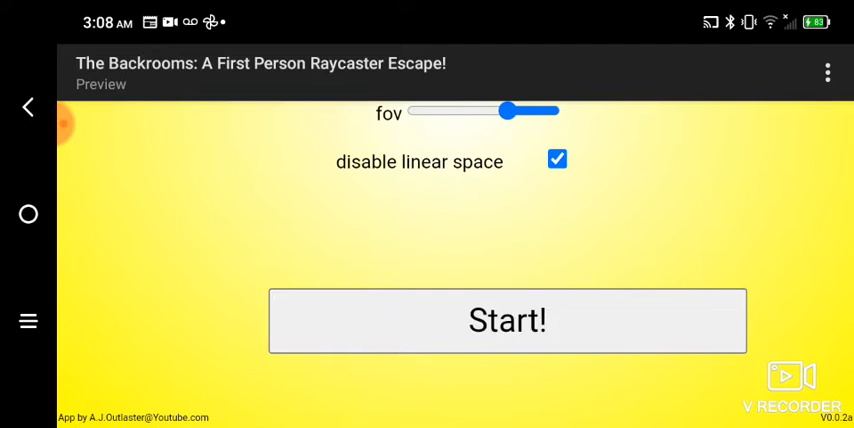 3:08 AM
83
The Backrooms: A First Person Raycaster Escape!
Preview
fov
disable linear space
Start!
V RECORDER
App by A.J.Outlaster@Youtube.com
V0.0.2a